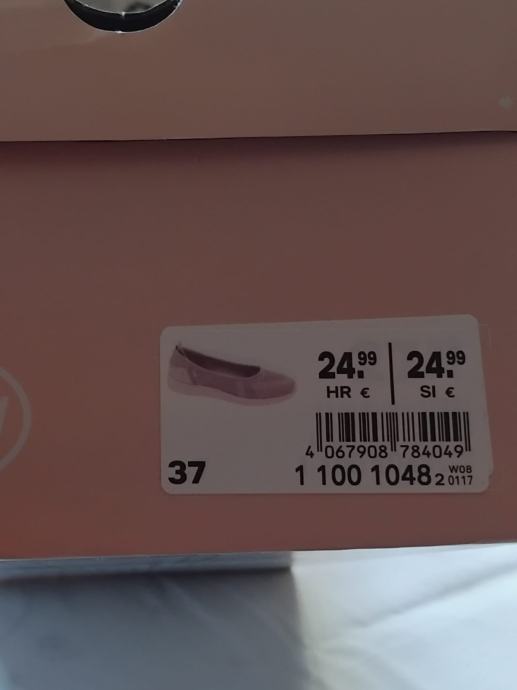 24.99 | 24.99
HR € SI €
4 067908 784049
37
1 100 1048 2 W08 0117